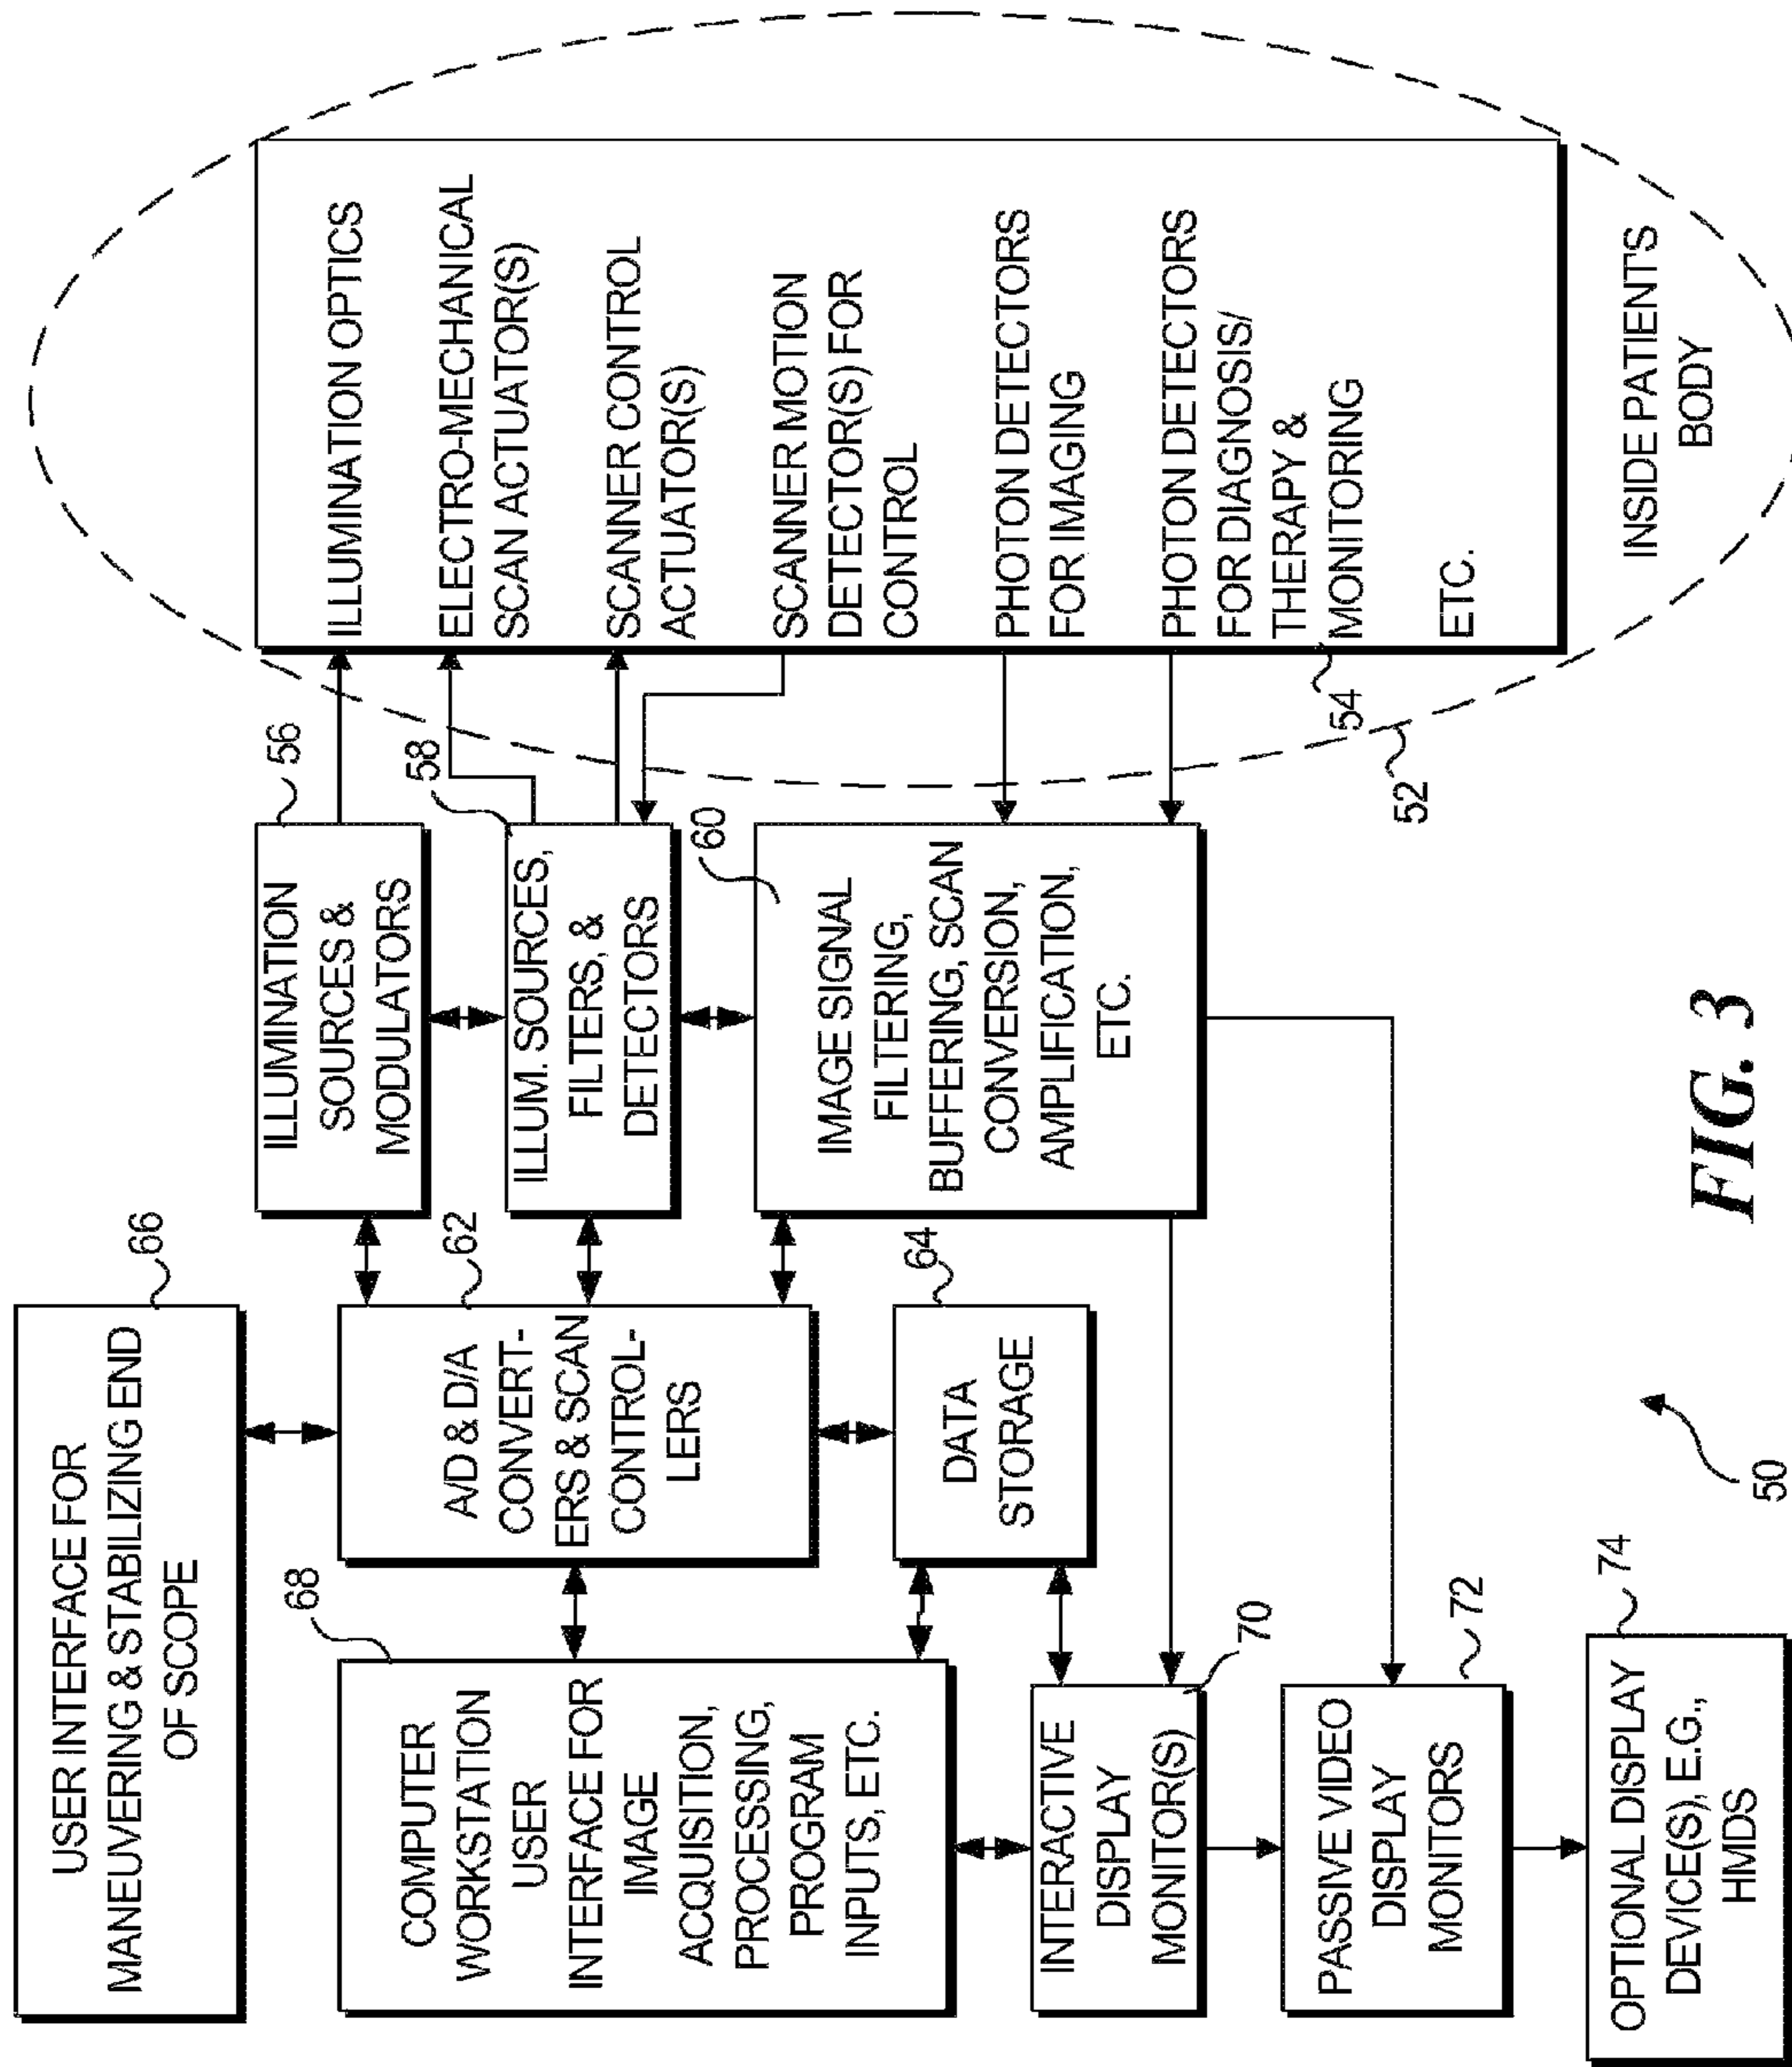 USER INTERFACE FOR
MANEUVERING & STABILIZING END
OF SCOPE
66
COMPUTER
WORKSTATION
USER
INTERFACE FOR
IMAGE
ACQUISITION,
PROCESSING,
PROGRAM
INPUTS, ETC.
68
A/D & D/A
CONVERT-
ERS & SCAN
CONTROL-
LERS
62
DATA
STORAGE
64
ILLUMINATION
SOURCES &
MODULATORS
56
ILLUM. SOURCES,
FILTERS, &
DETECTORS
58
IMAGE SIGNAL
FILTERING,
BUFFERING, SCAN
CONVERSION,
AMPLIFICATION,
ETC.
60
ILLUMINATION OPTICS
ELECTRO-MECHANICAL
SCAN ACTUATOR(S)
SCANNER CONTROL
ACTUATOR(S)
SCANNER MOTION
DETECTOR(S) FOR
CONTROL
PHOTON DETECTORS
FOR IMAGING
PHOTON DETECTORS
FOR DIAGNOSIS/
THERAPY &
MONITORING
ETC.
54
52
INSIDE PATIENTS
BODY
INTERACTIVE
DISPLAY
MONITOR(S)
70
PASSIVE VIDEO
DISPLAY
MONITORS
72
OPTIONAL DISPLAY
DEVICE(S), E.G.,
HMDS
74
50
FIG. 3